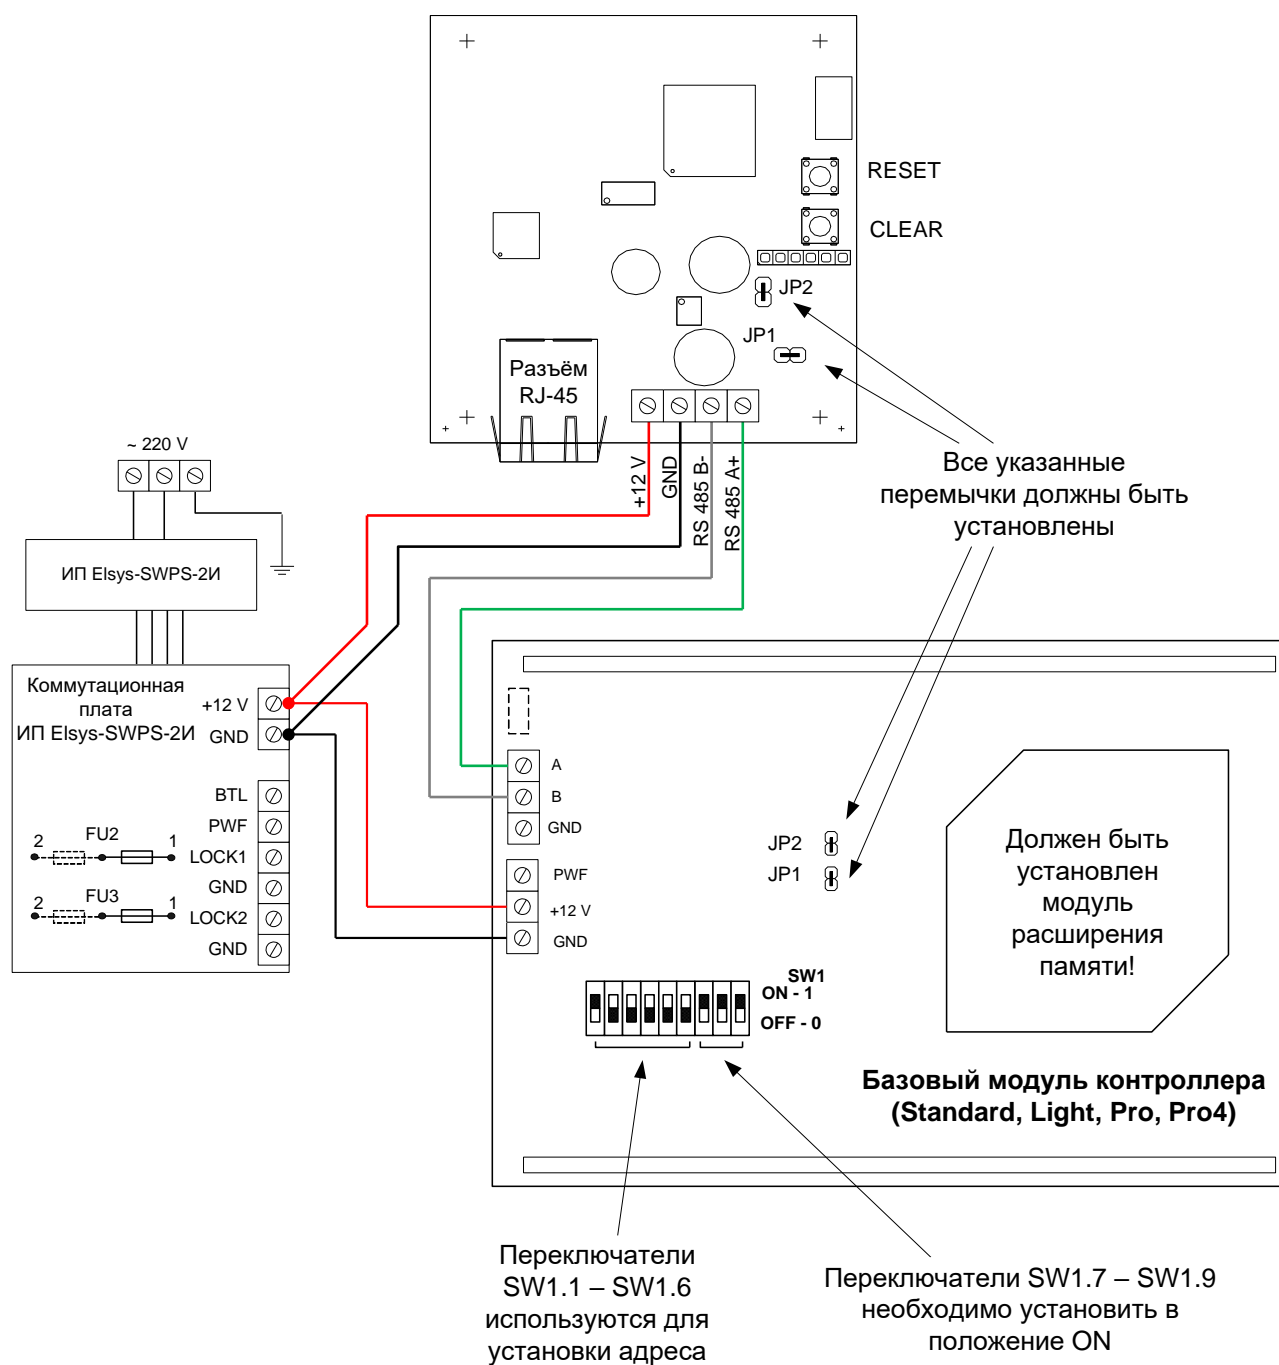 RESET
CLEAR
JP2
JP1
Разъём
RJ-45
+12 V
GND
RS 485 B-
RS 485 A+
Все указанные
перемычки должны быть
установлены
~ 220 V
ИП Elsys-SWPS-2И
Коммутационная
плата
ИП Elsys-SWPS-2И
+12 V
GND
BTL
PWF
LOCK1
GND
LOCK2
GND
2 FU2 1
2 FU3 1
A
B
GND
PWF
+12 V
GND
JP2
JP1
Должен быть
установлен
модуль
расширения
памяти!
SW1
ON - 1
OFF - 0
Базовый модуль контроллера
(Standard, Light, Pro, Pro4)
Переключатели
SW1.1 – SW1.6
используются для
установки адреса
Переключатели SW1.7 – SW1.9
необходимо установить в
положение ON